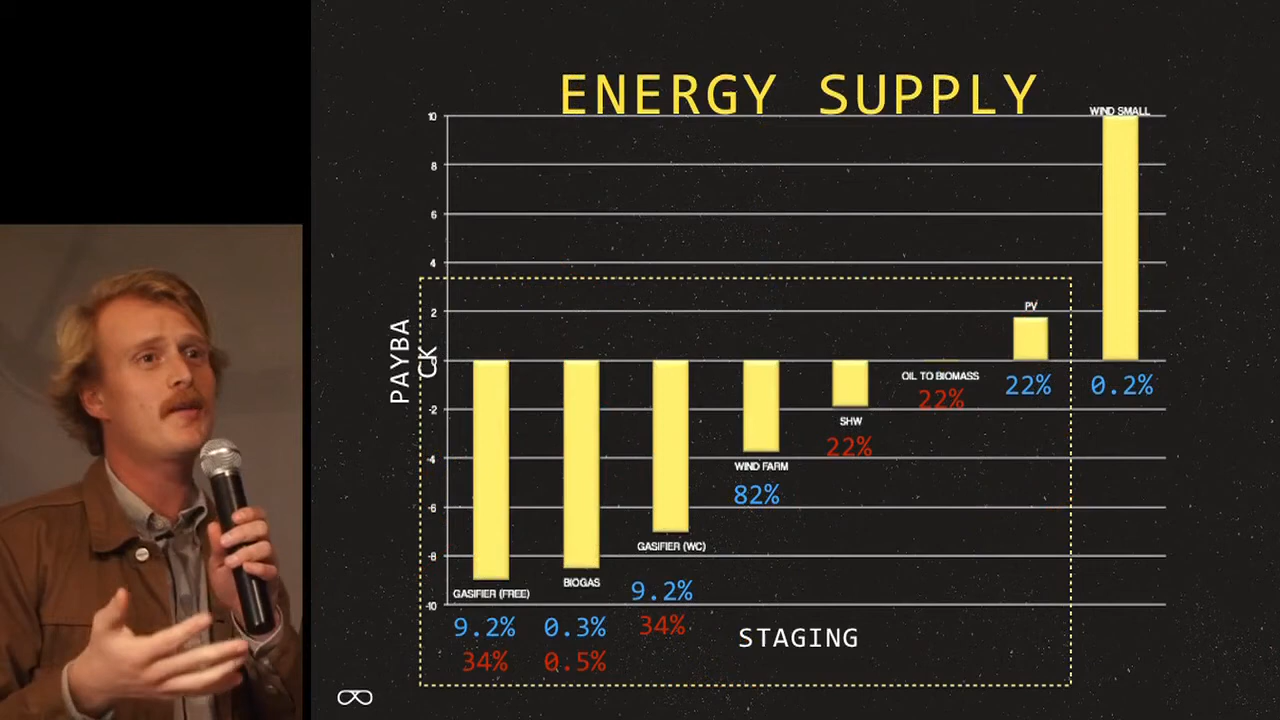 ENERGY SUPPLY
WIND SMALL
10
8
6
4
2
0
-2
-4
-6
-8
-10
PAYBA
CK
PV
OIL TO BIOMASS
22%
22%
0.2%
SHW
22%
WIND FARM
82%
GASIFIER (WC)
9.2%
34%
BIOGAS
0.3%
0.5%
GASIFIER (FREE)
9.2%
34%
STAGING